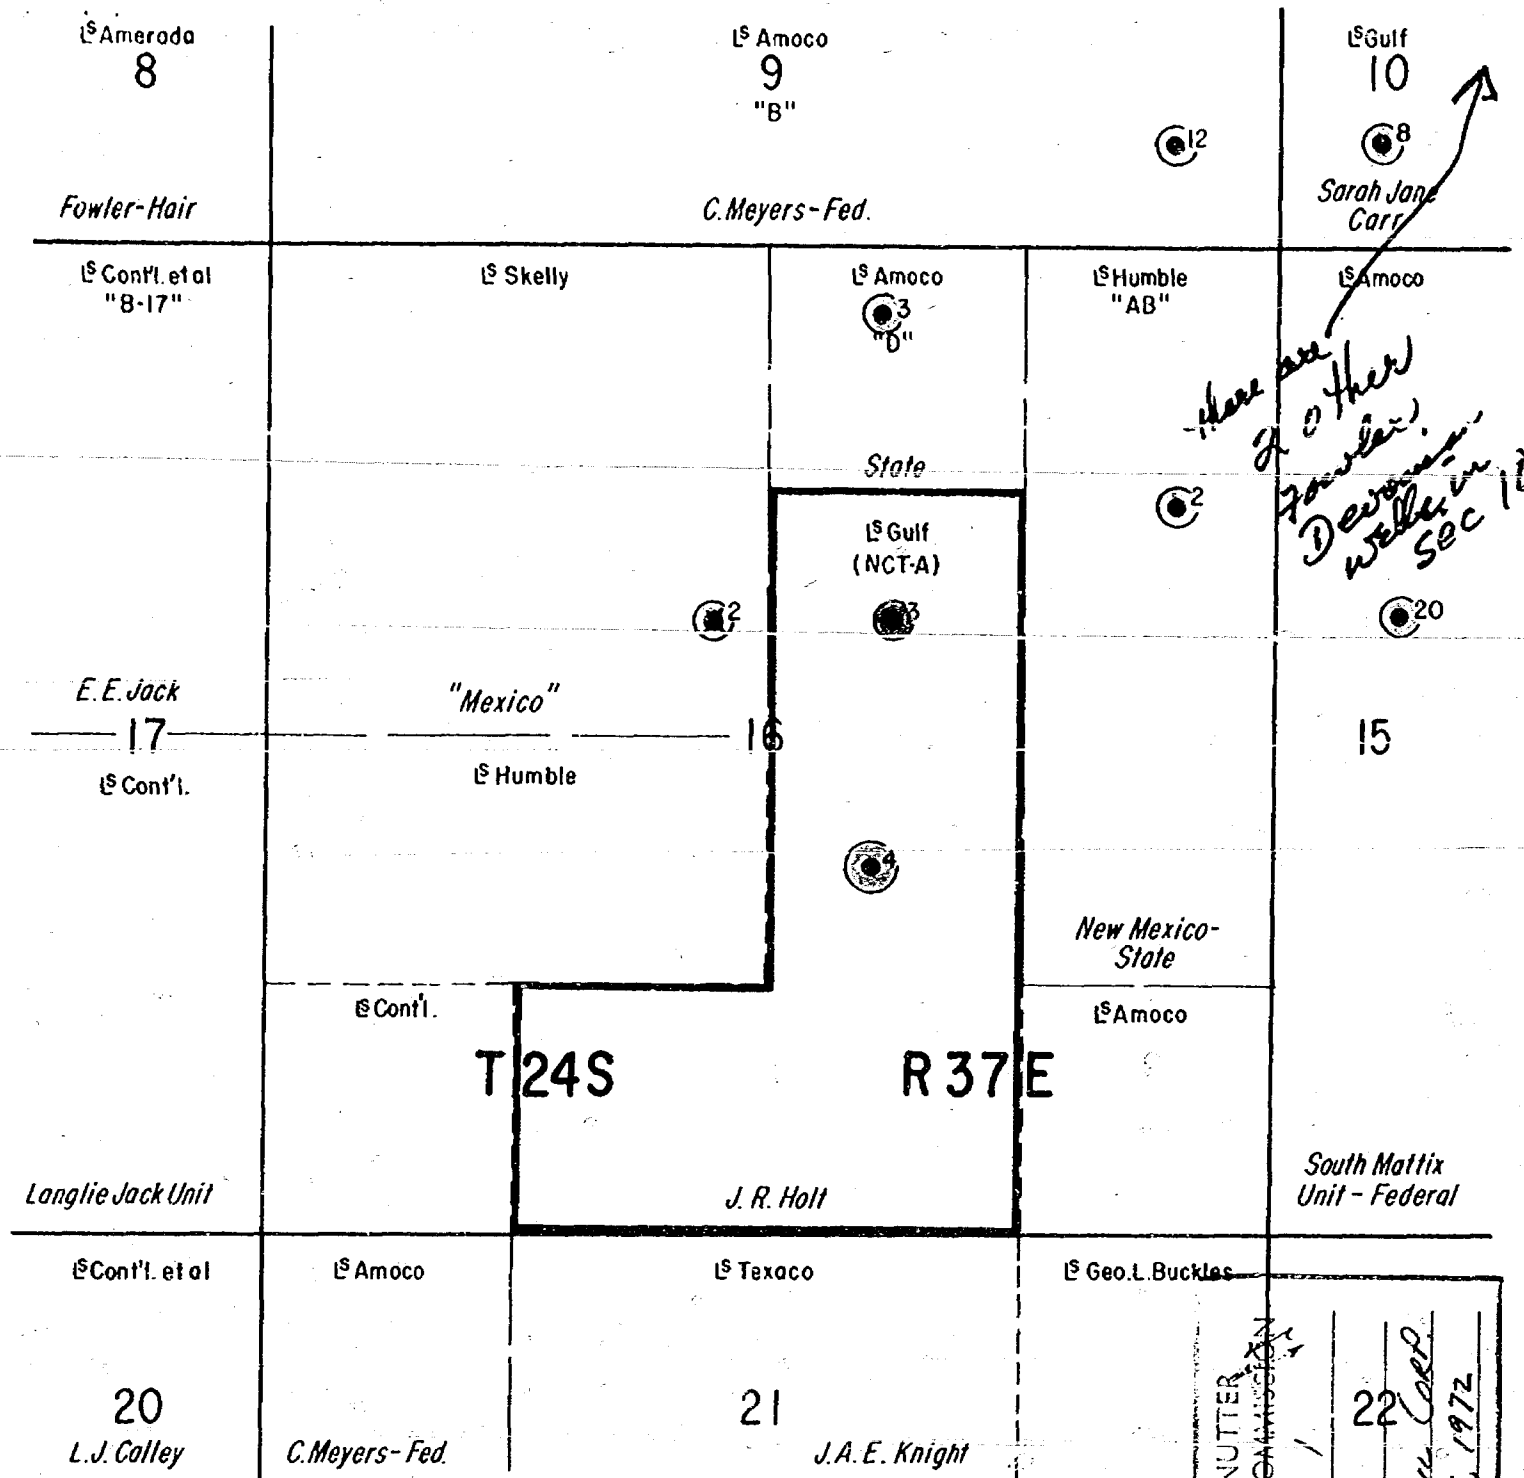 LS Amerada
8
LS Amoco
9
"B"
LS Gulf
10
12
8
Fowler-Hair
C. Meyers-Fed.
Sarah Jane
Carr
LS Cont'l. et al
"B-17"
LS Skelly
LS Amoco
3
"D"
LS Humble
"AB"
LS Amoco
there are
2 other
Fowler
Devonian
wells in
Sec
State
LS Gulf
(NCT-A)
2
2
3
20
E. E. Jack
17
"Mexico"
16
15
LS Cont'l.
LS Humble
4
New Mexico-
State
LS Cont'l.
LS Amoco
T 24 S
R 37 E
Langlie Jack Unit
J. R. Holt
South Mattix
Unit - Federal
LS Cont'l. et al
LS Amoco
LS Texaco
LS Geo. L. Buckles
20
L. J. Calley
C. Meyers-Fed.
21
J. A. E. Knight
22
NUTTER
Corp.
1972